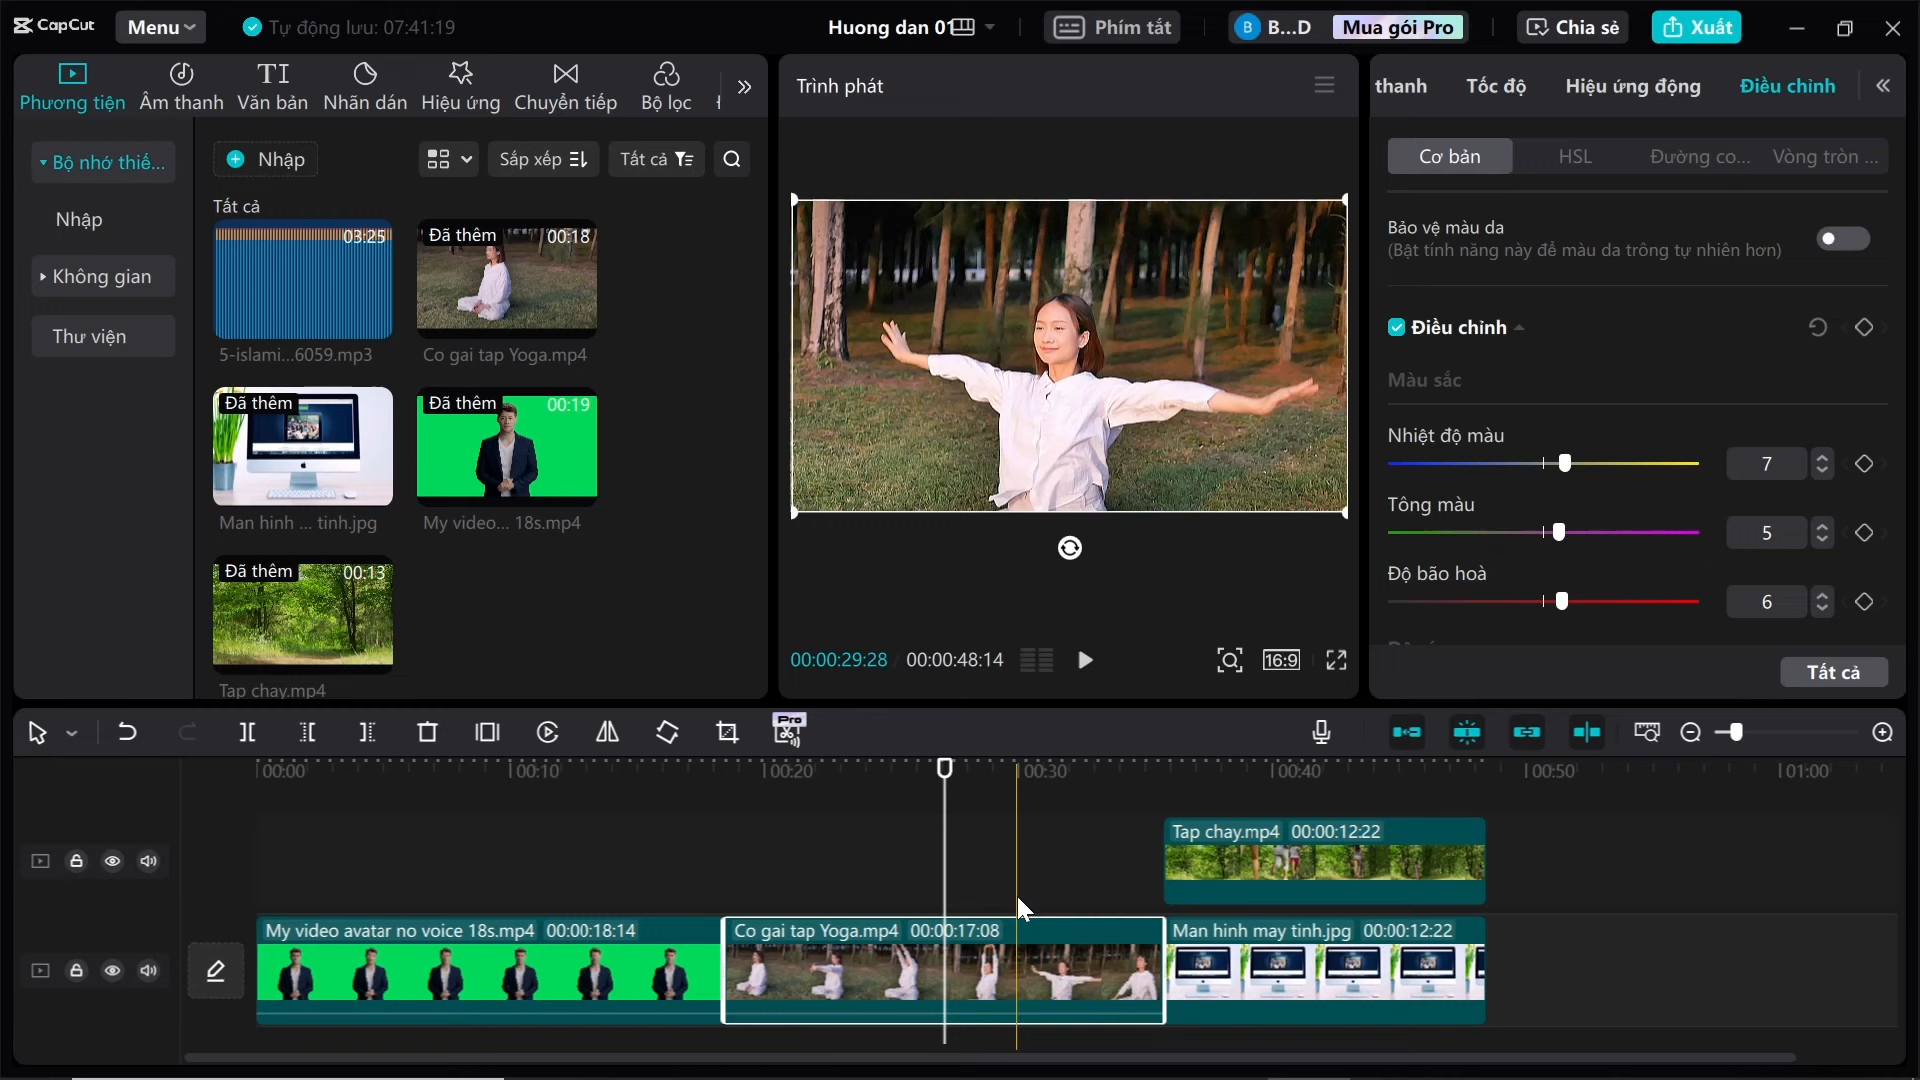 CapCut
Menu
Tự động lưu: 07:41:19
Huong dan 01
Phím tắt
B
B...D
Mua gói Pro
Chia sẻ
Xuất
Phương tiện
Âm thanh
Văn bản
Nhãn dán
Hiệu ứng
Chuyển tiếp
Bộ lọc
Bộ nhớ thiế...
Nhập
Không gian
Thư viện
Nhập
Sắp xếp
Tất cả
Tất cả
03:25
5-islami...6059.mp3
Đã thêm
00:18
Co gai tap Yoga.mp4
Đã thêm
Man hinh ... tinh.jpg
Đã thêm
00:19
My video... 18s.mp4
Đã thêm
00:13
Tap chay.mp4
Trình phát
00:00:29:28
00:00:48:14
16:9
thanh
Tốc độ
Hiệu ứng động
Điều chỉnh
Cơ bản
HSL
Đường co...
Vòng tròn ...
Bảo vệ màu da
(Bật tính năng này để màu da trông tự nhiên hơn)
Điều chỉnh
Màu sắc
Nhiệt độ màu
7
Tông màu
5
Độ bão hoà
6
Tất cả
Pro
00:00
00:10
00:20
00:30
00:40
00:50
01:00
Tap chay.mp4 00:00:12:22
My video avatar no voice 18s.mp4 00:00:18:14
Co gai tap Yoga.mp4 00:00:17:08
Man hinh may tinh.jpg 00:00:12:22